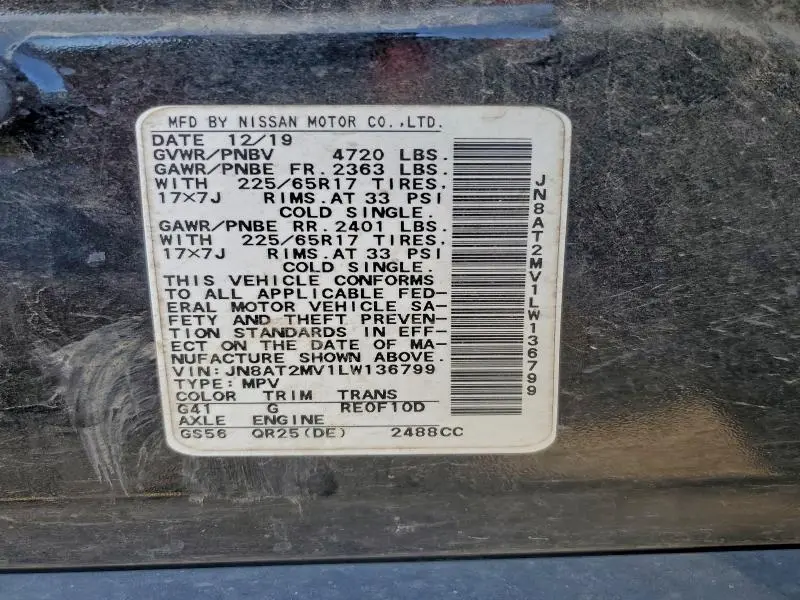 MFD BY NISSAN MOTOR CO.,LTD.
DATE 12/19
GVWR/PNBV 4720 LBS.
GAWR/PNBE FR. 2363 LBS.
WITH 225/65R17 TIRES.
17×7J RIMS.AT 33 PSI
COLD SINGLE.
GAWR/PNBE RR. 2401 LBS.
WITH 225/65R17 TIRES.
17×7J RIMS.AT 33 PSI
COLD SINGLE.
THIS VEHICLE CONFORMS
TO ALL APPLICABLE FED-
ERAL MOTOR VEHICLE SA-
FETY AND THEFT PREVEN-
TION STANDARDS IN EFF-
ECT ON THE DATE OF MA-
NUFACTURE SHOWN ABOVE.
VIN:JN8AT2MV1LW136799
TYPE:MPV
COLOR TRIM TRANS
G41 G RE0F10D
AXLE ENGINE
GS56 QR25(DE) 2488CC
JN8AT2MV1LW136799